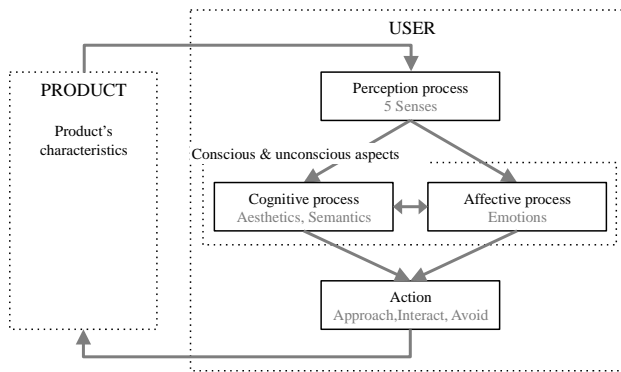 USER
PRODUCT
Product's
characteristics
Perception process
5 Senses
Conscious & unconscious aspects
Cognitive process
Aesthetics, Semantics
Affective process
Emotions
Action
Approach,Interact, Avoid